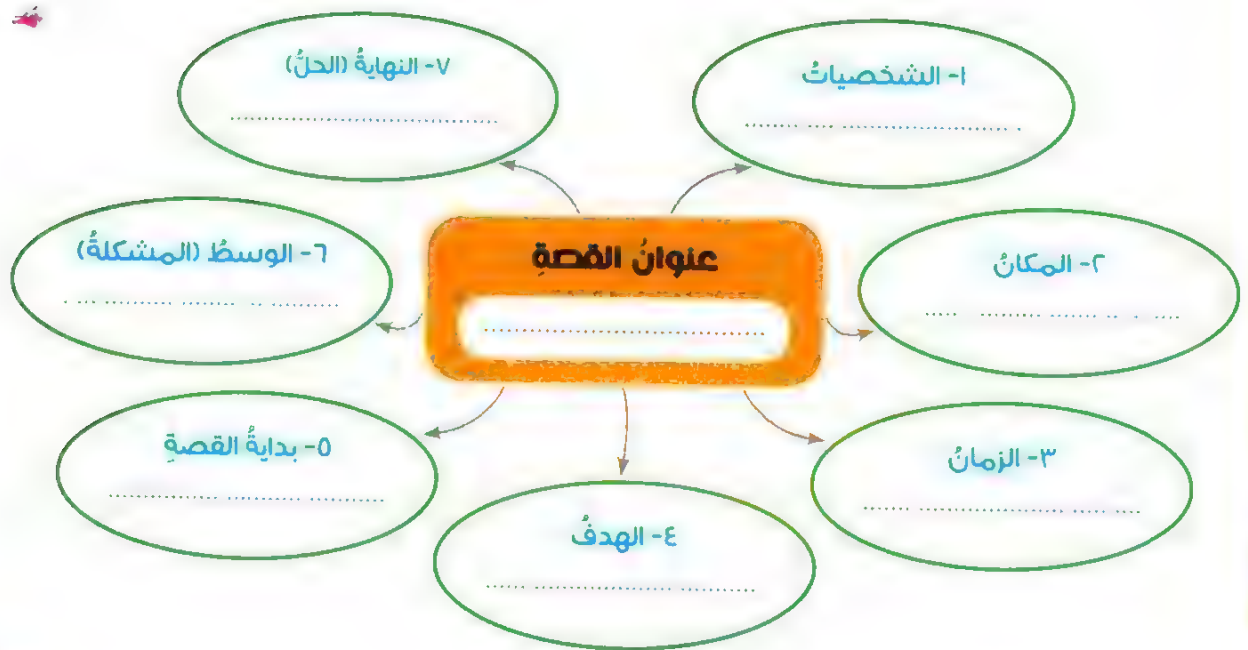 عنوانُ القصةِ
١- الشخصياتُ
٢- المكانُ
٣- الزمانُ
٤- الهدفُ
٥- بدايةُ القصةِ
٦- الوسطُ (المشكلةُ)
٧- النهايةُ (الحلُّ)